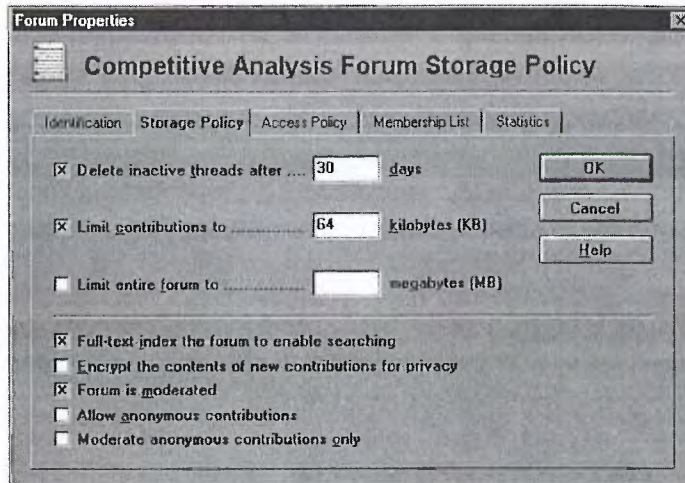 Forum Properties
Competitive Analysis Forum Storage Policy
Identification Storage Policy Access Policy Membership List Statistics
Delete inactive threads after .... 30 days
OK
Limit contributions to .............. 64 kilobytes (KB)
Cancel
Help
Limit entire forum to ............... megabytes (MB)
Full-text index the forum to enable searching
Encrypt the contents of new contributions for privacy
Forum is moderated
Allow anonymous contributions
Moderate anonymous contributions only